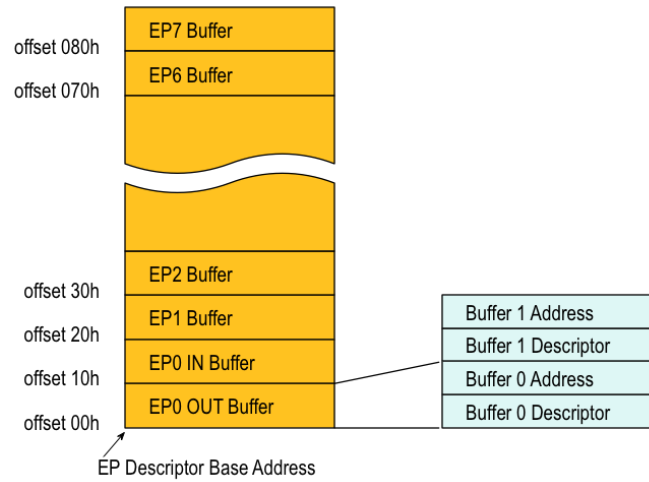 EP7 Buffer
offset 080h
EP6 Buffer
offset 070h
EP2 Buffer
offset 30h
EP1 Buffer
offset 20h
EP0 IN Buffer
offset 10h
EP0 OUT Buffer
offset 00h
EP Descriptor Base Address
Buffer 1 Address
Buffer 1 Descriptor
Buffer 0 Address
Buffer 0 Descriptor